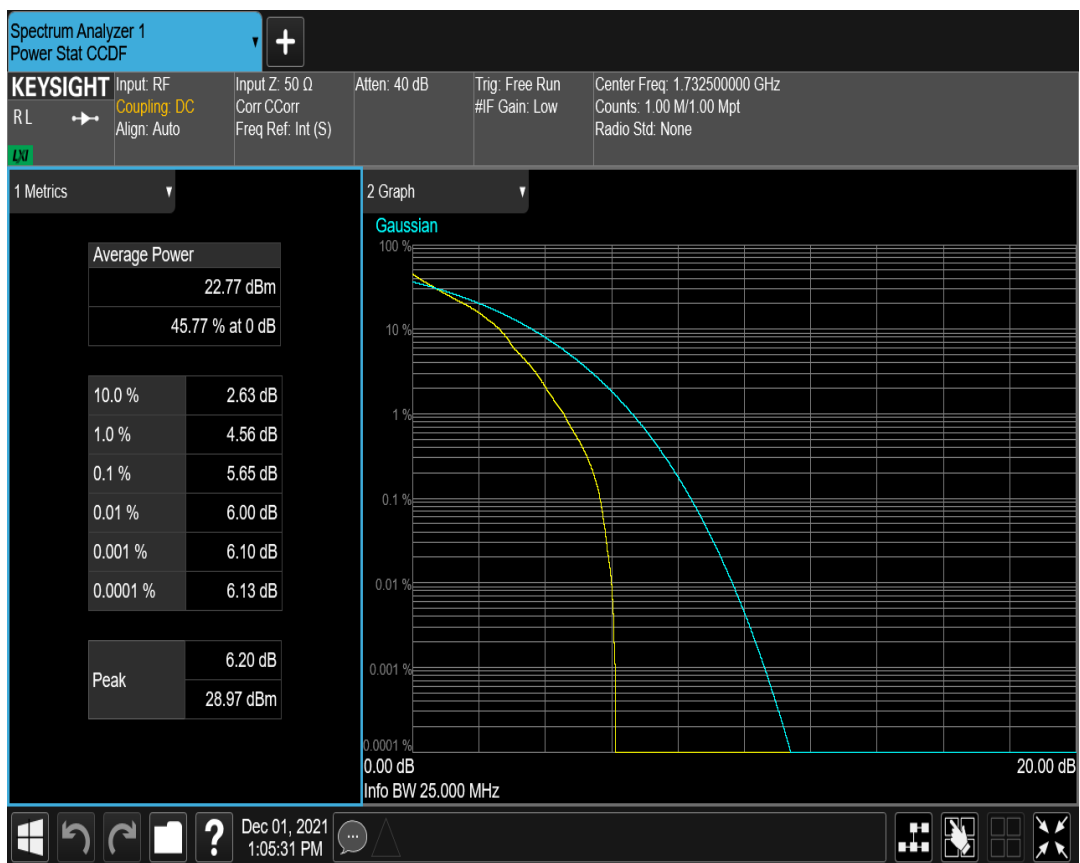 Spectrum Analyzer 1
Power Stat CCDF
KEYSIGHT
RL
LXI
Input: RF
Coupling: DC
Align: Auto
Input Z: 50 Ω
Corr CCorr
Freq Ref: Int (S)
Atten: 40 dB
Trig: Free Run
#IF Gain: Low
Center Freq: 1.732500000 GHz
Counts: 1.00 M/1.00 Mpt
Radio Std: None
1 Metrics
Average Power
22.77 dBm
45.77 % at 0 dB
10.0 % 2.63 dB
1.0 % 4.56 dB
0.1 % 5.65 dB
0.01 % 6.00 dB
0.001 % 6.10 dB
0.0001 % 6.13 dB
Peak 6.20 dB
28.97 dBm
2 Graph
Gaussian
100 %
10 %
1 %
0.1 %
0.01 %
0.001 %
0.0001 %
0.00 dB 20.00 dB
Info BW 25.000 MHz
?
Dec 01, 2021
1:05:31 PM